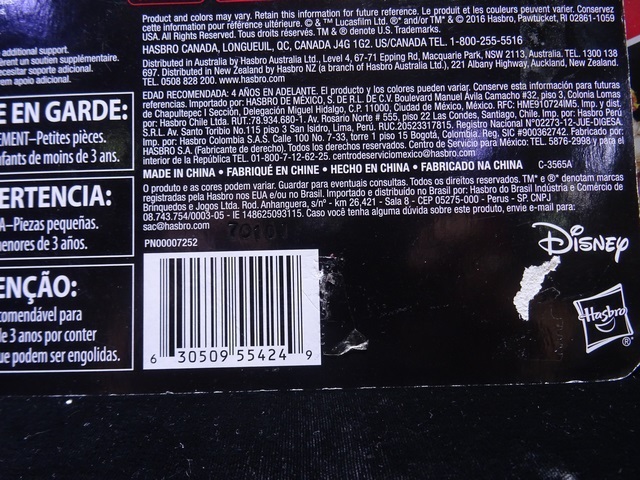 Product and colors may vary. Retain this information for future reference. Le produit et les couleurs peuvent varier. Conservez
cette information pour référence ultérieure. © & ™ Lucasfilm Ltd. ®* and/or ™* & © 2016 Hasbro, Pawtucket, RI 02861-1059
USA. All Rights Reserved. Tous droits réservés. TM & ® denote U.S. Trademarks.
HASBRO CANADA, LONGUEUIL, QC, CANADA J4G 1G2. US/CANADA TEL. 1-800-255-5516
Distributed in Australia by Hasbro Australia Ltd., Level 4, 67-71 Epping Rd, Macquarie Park, NSW 2113, Australia. TEL. 1300 138
697. Distributed in New Zealand by Hasbro NZ (a branch of Hasbro Australia Ltd.), 221 Albany Highway, Auckland, New Zealand.
TEL. 0508 828 200. www.hasbro.com
EDAD RECOMENDADA: 4 AÑOS EN ADELANTE. El producto y los colores pueden variar. Conserve esta información para futuras
referencias. Importado por: HASBRO DE MÉXICO, S. DE R.L. DE C.V. Boulevard Manuel Ávila Camacho #32, piso 3, Colonia Lomas
de Chapultepec I Sección, Delegación Miguel Hidalgo, C.P. 11000, Ciudad de México, México. RFC: HME910724IM5. Imp. y dist.
por: Hasbro Chile Ltd. RUT.78.934.680-1. Av. Rosario Norte # 555, piso 22 Las Condes, Santiago, Chile. Imp. por: Hasbro Perú
S.R.L. Av. Santo Toribio No.115 piso 3 San Isidro, Lima, Perú. RUC.20523317815. Registro Nacional N°02273-12-JUE-DIGESA.
Imp. por: Hasbro Colombia S.A.S. Calle 100 No. 7-33, torre 1 piso 15 Bogotá, Colombia. Reg. SIC #900362742. Fabricado por:
HASBRO S.A. (Fabricante de derecho). Todos los derechos reservados. Centro de Servicio para México: TEL. 5876-2998 y para el
interior de la República TEL. 01-800-7-12-62-25. centrodeserviciomexico@hasbro.com
MADE IN CHINA • FABRIQUÉ EN CHINE • HECHO EN CHINA • FABRICADO NA CHINA C-3565A
O produto e as cores podem variar. Guardar para eventuais consultas. Todos os direitos reservados. TM* e ®* denotam marcas
registradas pela Hasbro nos EUA e/ou no Brasil. Importado e distribuído no Brasil por: Hasbro do Brasil Indústria e Comércio de
Brinquedos e Jogos Ltda. Rod. Anhanguera, s/nº - km 26,421 - Sala 8 - CEP 05275-000 - Perus - SP. CNPJ
08.743.754/0003-05 - IE 148625093115. Caso você tenha alguma dúvida sobre este produto, envie e-mail para:
sac@hasbro.com
PN00007252
6 30509 55424 9
additional support.
èrent un soutien supplémentaire.
ecesitar soporte adicional.
em apoio adicional.
E EN GARDE:
EMENT–Petites pièces.
nfants de moins de 3 ans.
ERTENCIA:
A–Piezas pequeñas.
enores de 3 años.
ENÇÃO:
comendável para
de 3 anos por conter
ue podem ser engolidas.
Disney
Hasbro
®